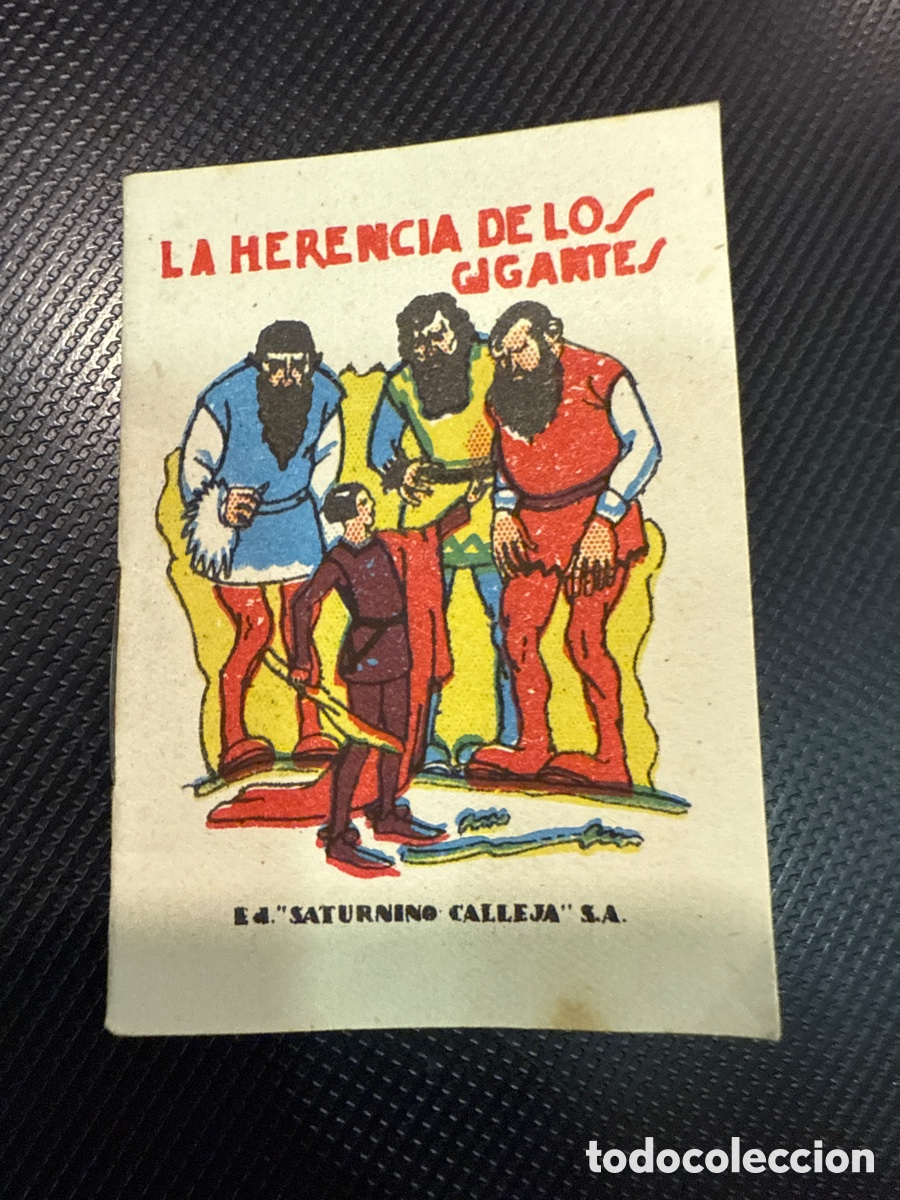 LA HERENCIA DE LOS
GIGANTES
Ed. "SATURNINO CALLEJA" S.A.
todocoleccion